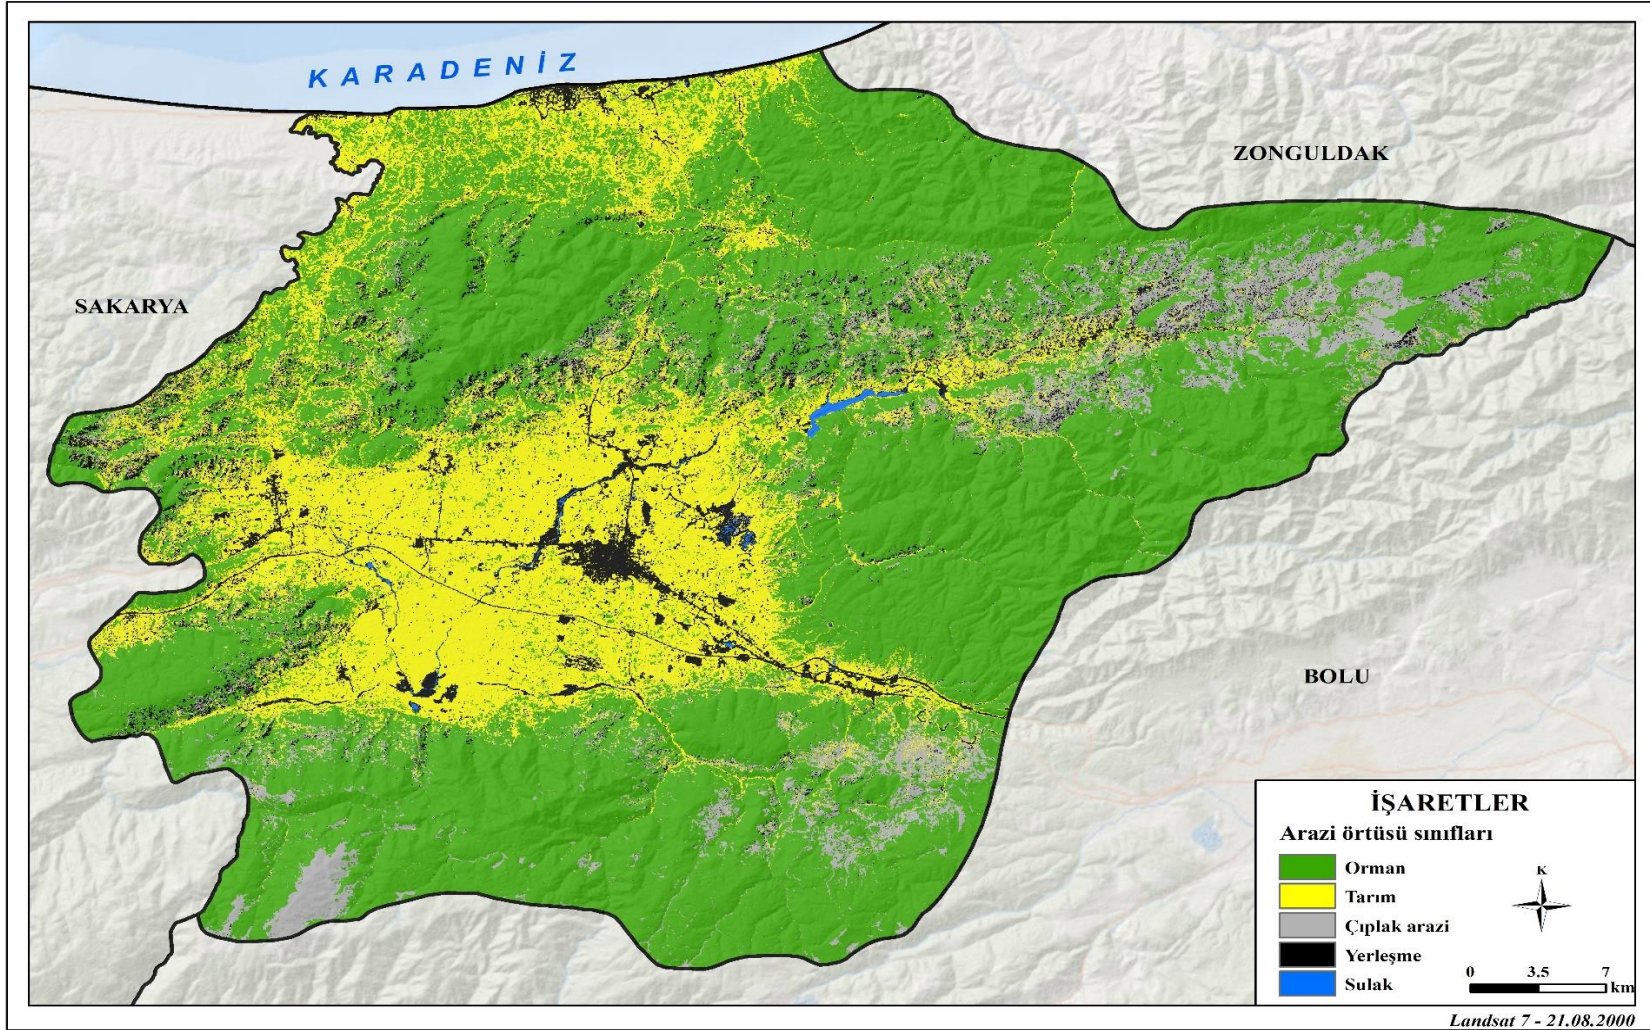 KARADENİZ
ZONGULDAK
SAKARYA
BOLU
İŞARETLER
Arazi örtüsü sınıfları
Orman
Tarım
Çıplak arazi
Yerleşme
Sulak
K
0 3.5 7
km
Landsat 7 - 21.08.2000